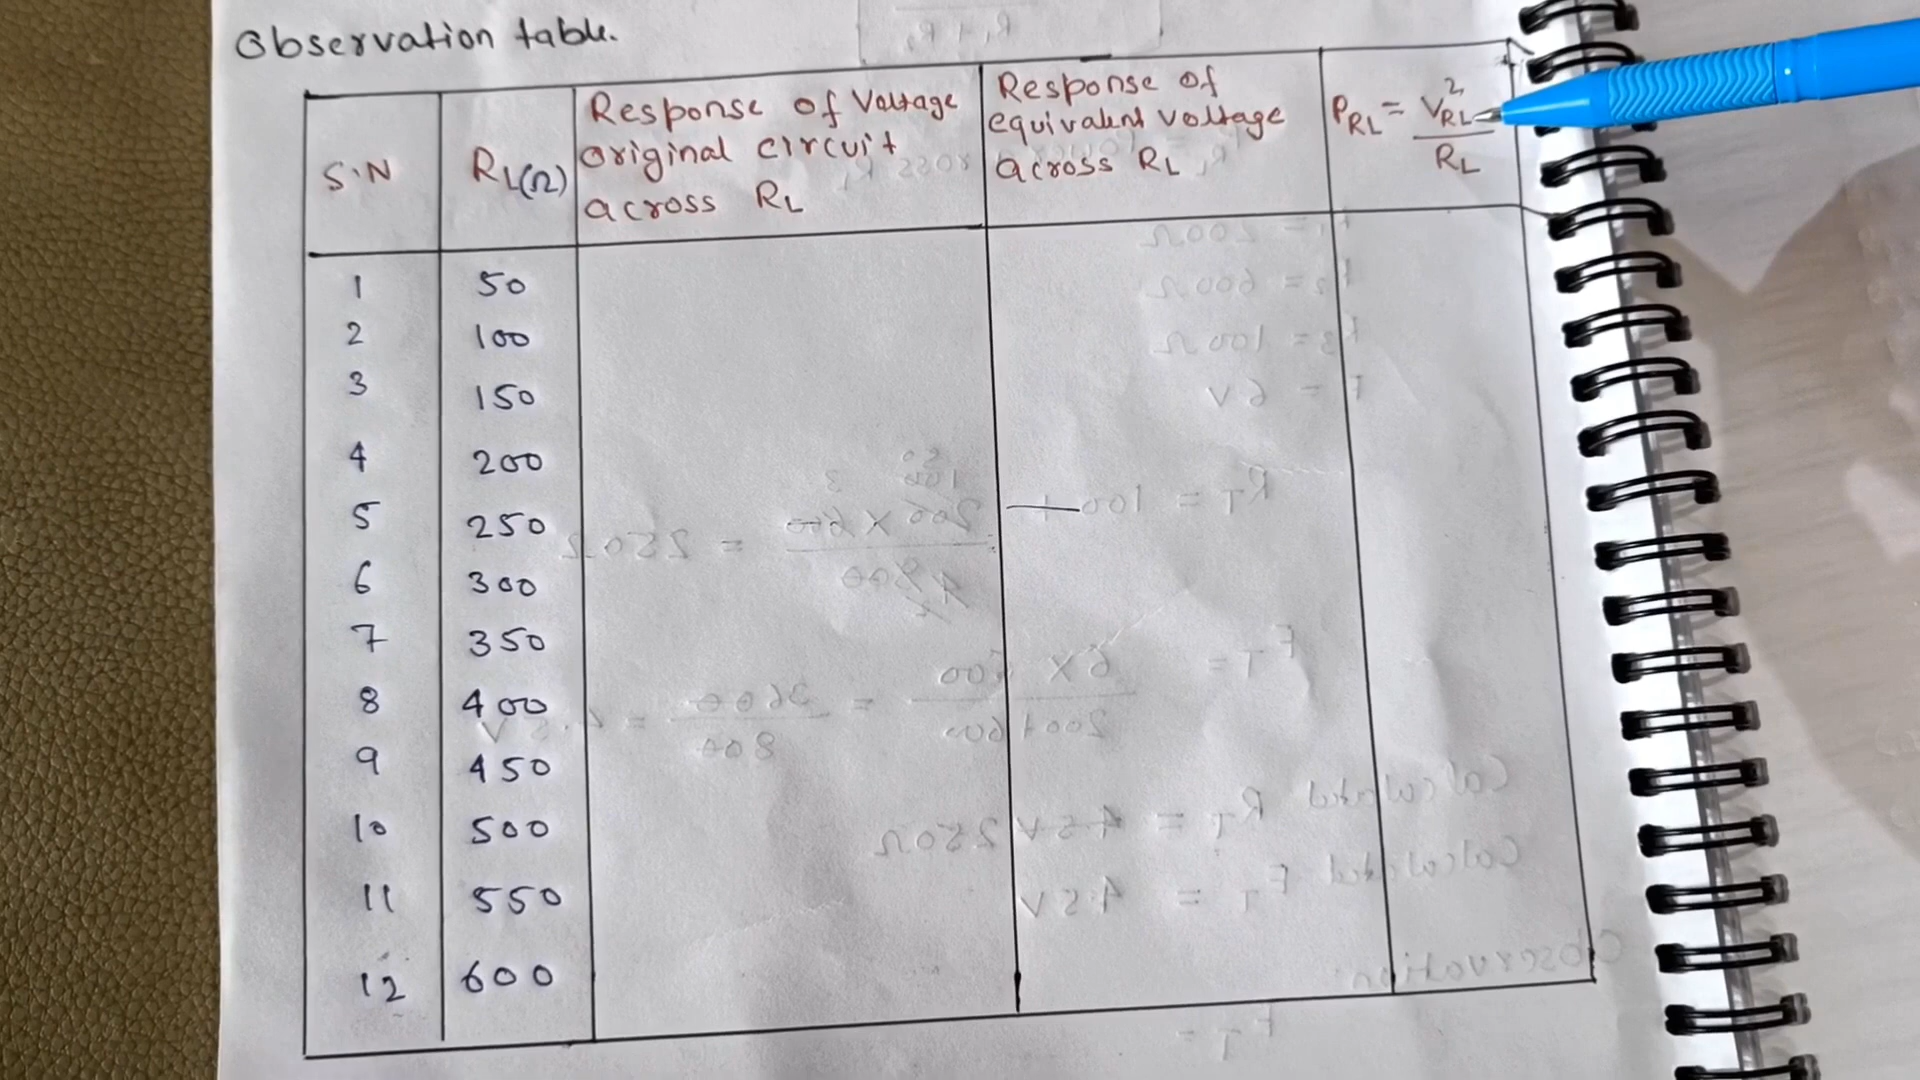 Observation table.
S.N
RL(Ω)
Response of Voltage
original circuit
across RL
Response of
equivalent voltage
across RL
PRL = VRL²
RL
1 50
2 100
3 150
4 200
5 250
6 300
7 350
8 400
9 450
10 500
11 550
12 600